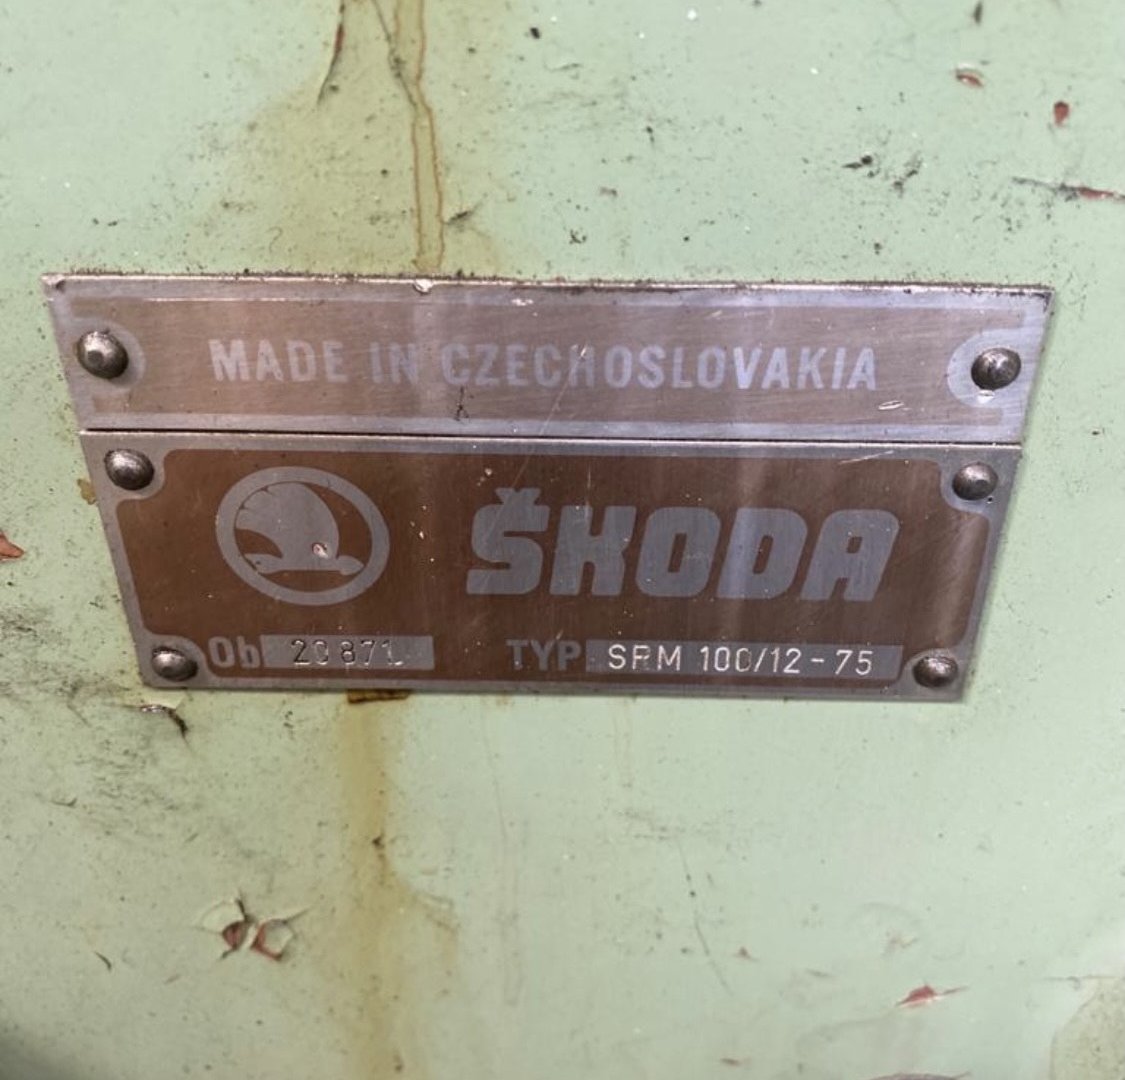 MADE IN CZECHOSLOVAKIA
ŠKODA
Ob 20871 TYP SRM 100/12-75